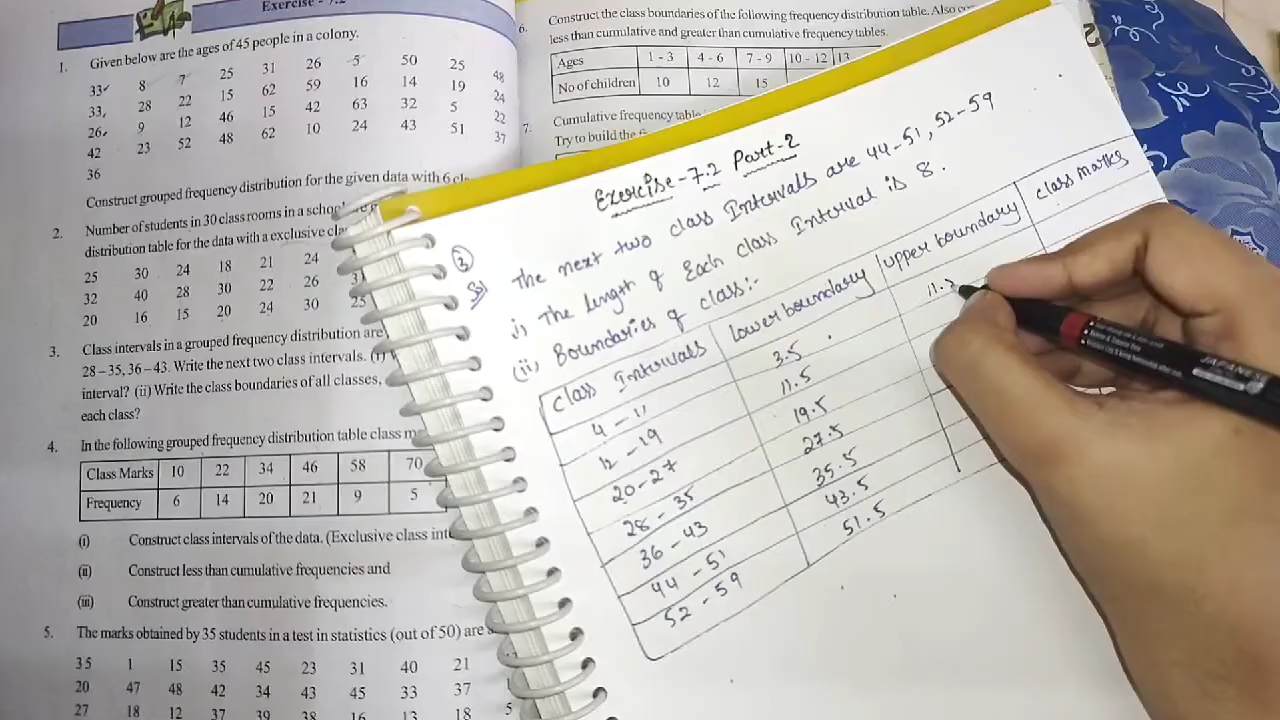 Exercise - 7.2
1. Given below are the ages of 45 people in a colony.
33 8 7 25 31 26 5 50 25 48
33, 28 22 15 62 59 16 14 19 24
26 9 12 46 15 42 63 32 5 22
42 23 52 48 62 10 24 43 51 37
36
Construct grouped frequency distribution for the given data with 6
2. Number of students in 30 class rooms in a school
distribution table for the data with a exclusive
25 30 24 18 21 24
32 40 28 30 22 26
20 16 15 20 24 30 25
3. Class intervals in a grouped frequency distribution are
28 – 35, 36 – 43. Write the next two class intervals. (i)
interval? (ii) Write the class boundaries of all classes,
each class?
4. In the following grouped frequency distribution table class
Class Marks 10 22 34 46 58 70
Frequency 6 14 20 21 9 5
(i) Construct class intervals of the data. (Exclusive class
(ii) Construct less than cumulative frequencies and
(iii) Construct greater than cumulative frequencies.
5. The marks obtained by 35 students in a test in statistics (out of 50) are
35 1 15 35 45 23 31 40 21
20 47 48 42 34 43 45 33 37
27 18 12 37 39 38 16 13 18 5
6. Construct the class boundaries of the following frequency distribution table. Also
less than cumulative and greater than cumulative frequency tables.
Ages 1 - 3 4 - 6 7 - 9 10 - 12 13
No of children 10 12 15
7. Cumulative frequency table
Try to build the
Exercise-7.2 Part-2
③
Sol The next two class Intervals are 44-51, 52-59
i) The length of Each class Interval is 8.
(ii) Boundaries of class:-
class Intervals lower boundary upper boundary class marks
4 - 11 3.5 11.
12 - 19 11.5
20-27 19.5
28 - 35 27.5
36 - 43 35.5
44 - 51 43.5
52 - 59 51.5